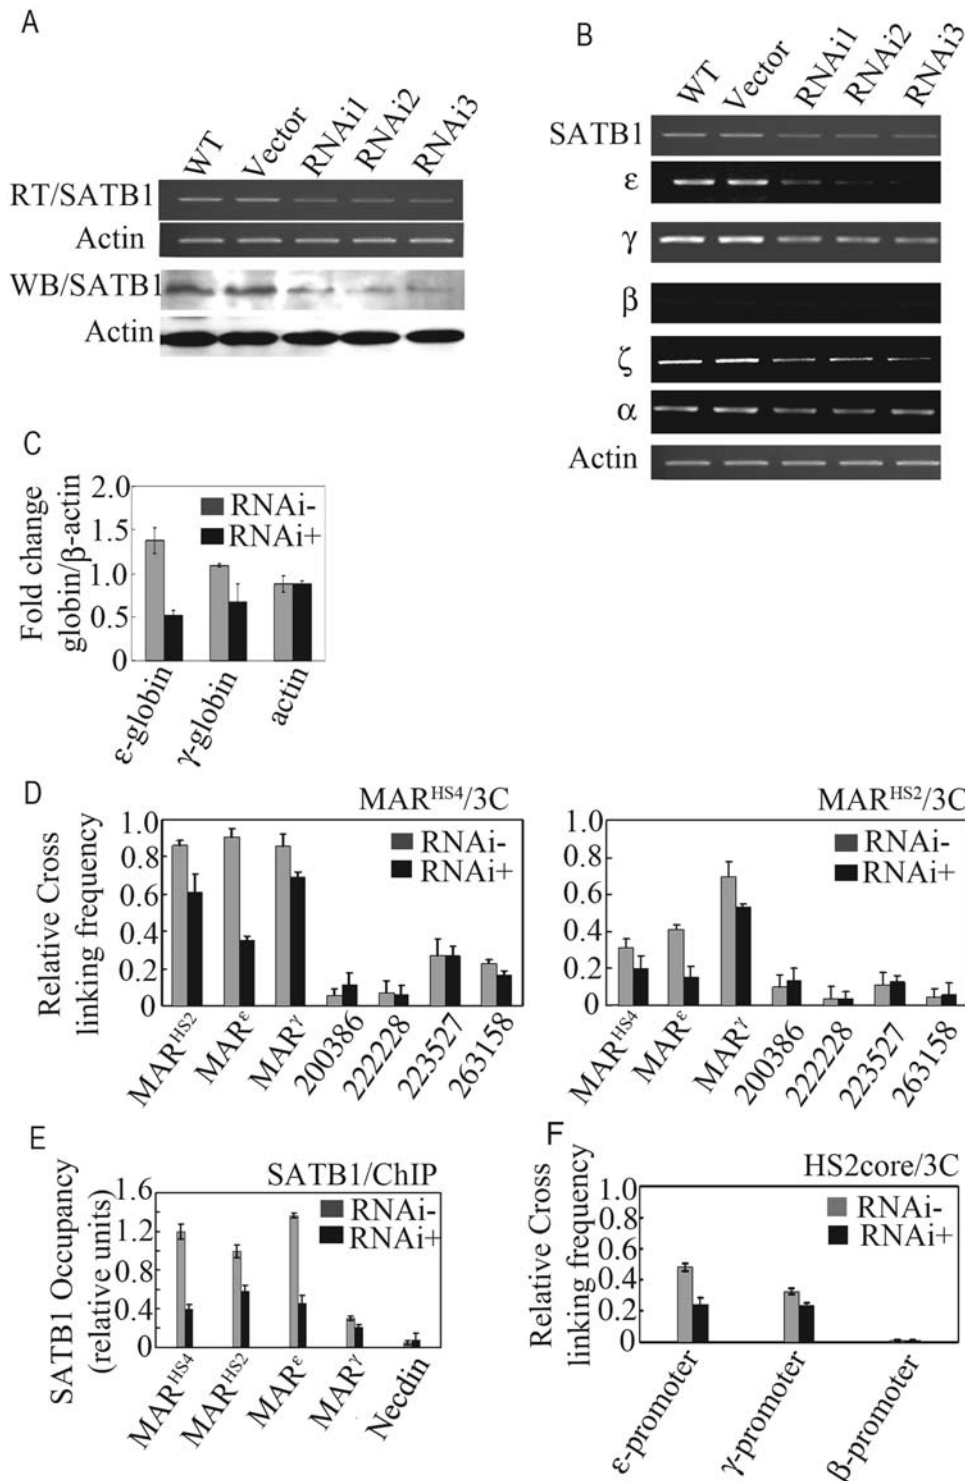 A
WT
Vector
RNAi1
RNAi2
RNAi3
RT/SATB1
Actin
WB/SATB1
Actin
B
WT
Vector
RNAi1
RNAi2
RNAi3
SATB1
ε
γ
β
ζ
α
Actin
C
Fold change
globin/β-actin
2.0
1.5
1.0
0.5
0
RNAi-
RNAi+
ε-globin
γ-globin
actin
D
MAR^HS4/3C
Relative Cross
linking frequency
1.0
0.8
0.6
0.4
0.2
0
RNAi-
RNAi+
MAR^HS2
MAR^ε
MAR^γ
200386
222228
223527
263158
MAR^HS2/3C
1.0
0.8
0.6
0.4
0.2
0
RNAi-
RNAi+
MAR^HS4
MAR^ε
MAR^γ
200386
222228
223527
263158
E
SATB1/ChIP
SATB1 Occupancy
(relative units)
1.6
1.2
0.8
0.4
0
RNAi-
RNAi+
MAR^HS4
MAR^HS2
MAR^ε
MAR^γ
Necdin
F
HS2core/3C
Relative Cross
linking frequency
1.0
0.8
0.6
0.4
0.2
0
RNAi-
RNAi+
ε-promoter
γ-promoter
β-promoter